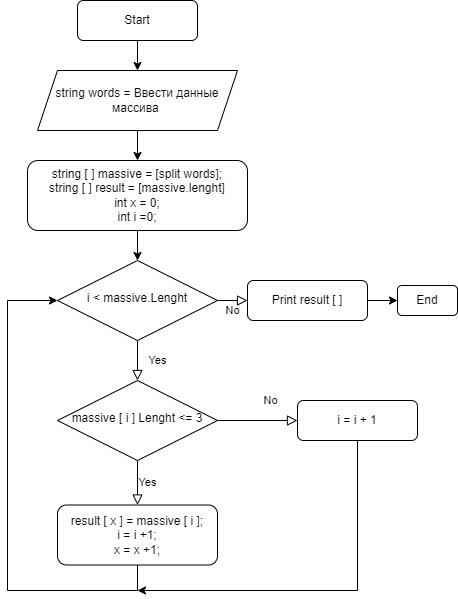 Start
string words = Ввести данные
массива
string [ ] massive = [split words];
string [ ] result = [massive.lenght]
int x = 0;
int i =0;
i < massive.Lenght
No
Print result [ ]
End
Yes
massive [ i ] Lenght <= 3
No
i = i + 1
Yes
result [ x ] = massive [ i ];
i = i +1;
x = x +1;